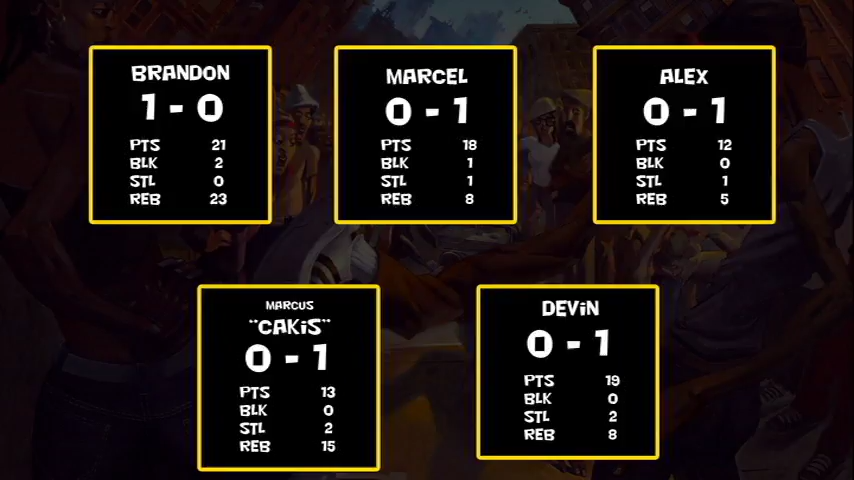 BRANDON
1 - 0
PTS 21
BLK 2
STL 0
REB 23
MARCEL
0 - 1
PTS 18
BLK 1
STL 1
REB 8
ALEX
0 - 1
PTS 12
BLK 0
STL 1
REB 5
MARCUS
"CAKiS"
0 - 1
PTS 13
BLK 0
STL 2
REB 15
DEViN
0 - 1
PTS 19
BLK 0
STL 2
REB 8